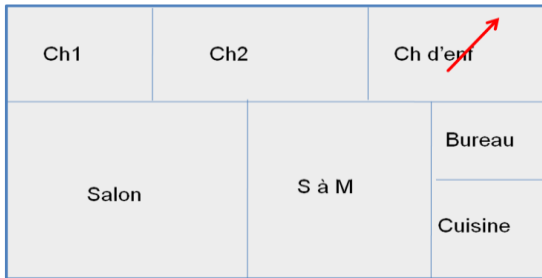 Ch1
Ch2
Ch d'enf
Bureau
Salon
S à M
Cuisine